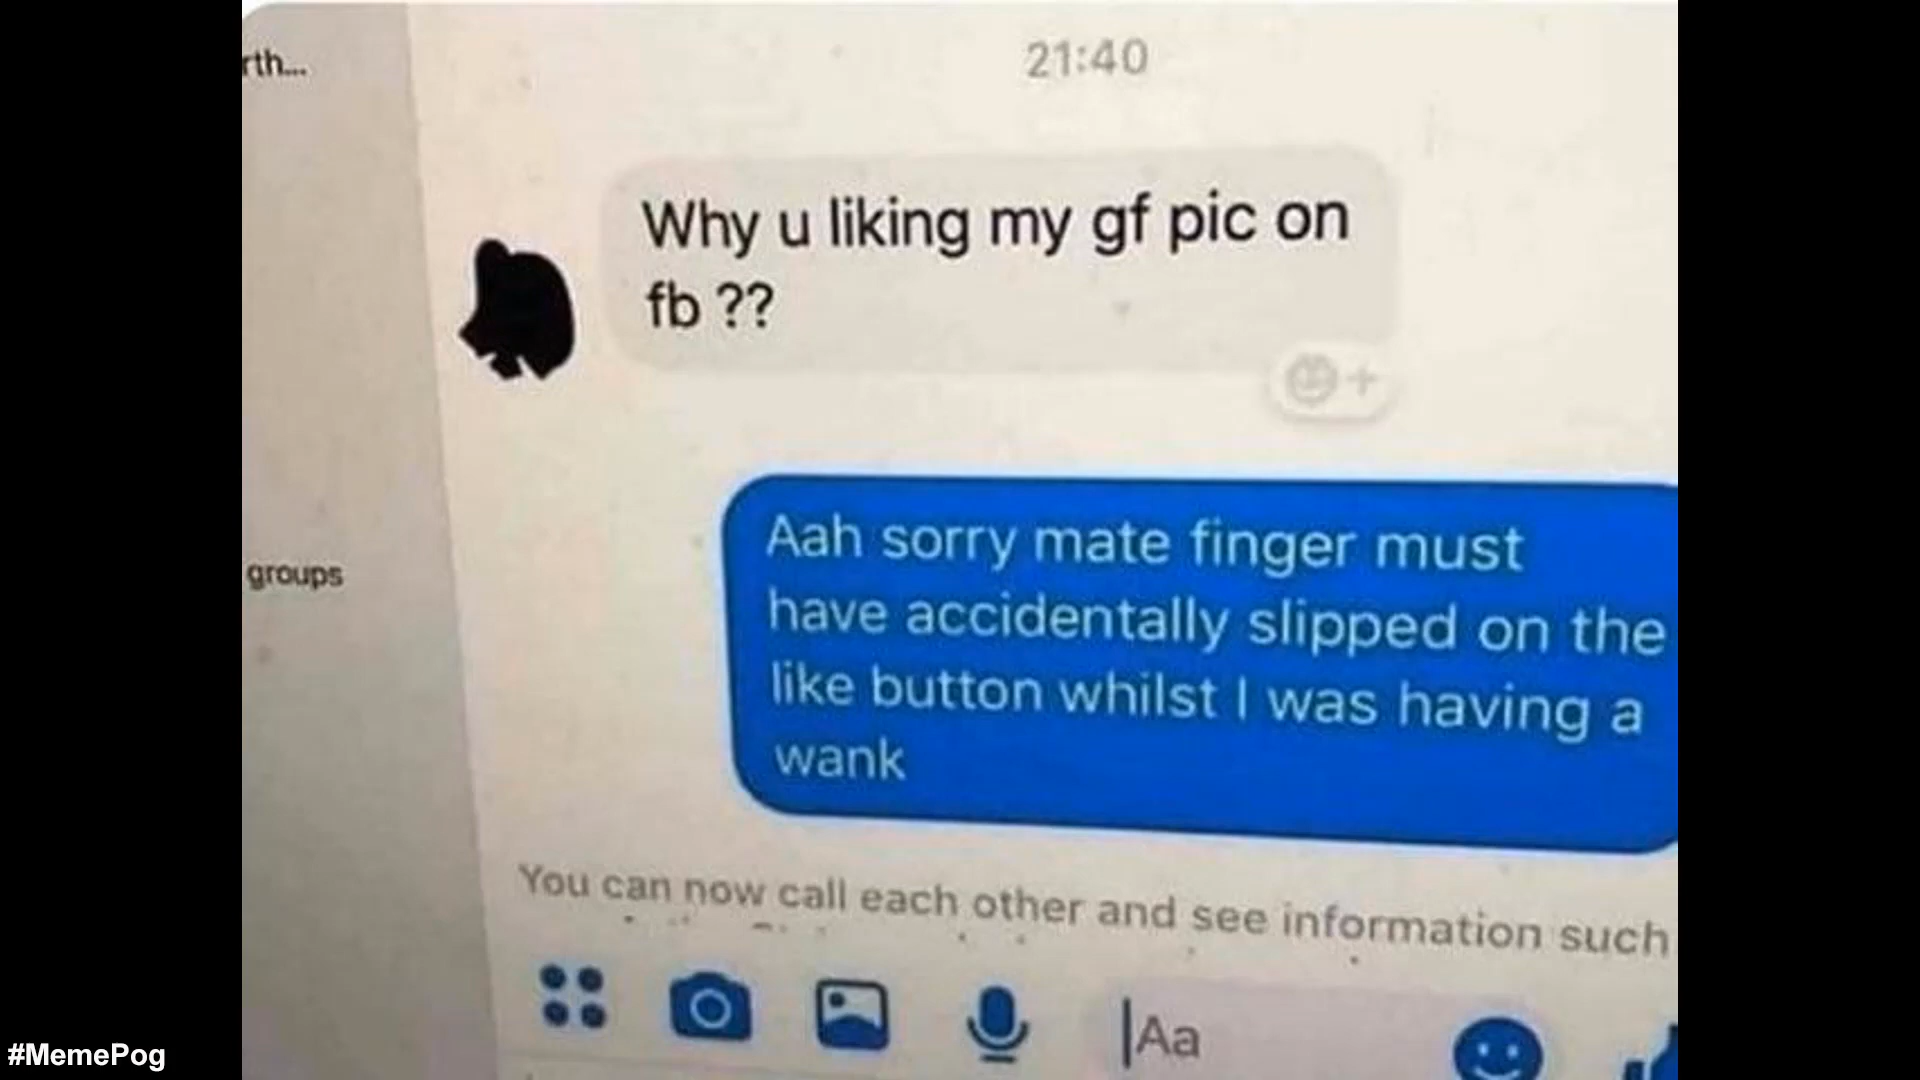 rth...
21:40
Why u liking my gf pic on
fb ??
Aah sorry mate finger must
have accidentally slipped on the
like button whilst I was having a
wank
groups
You can now call each other and see information such
Aa
#MemePog